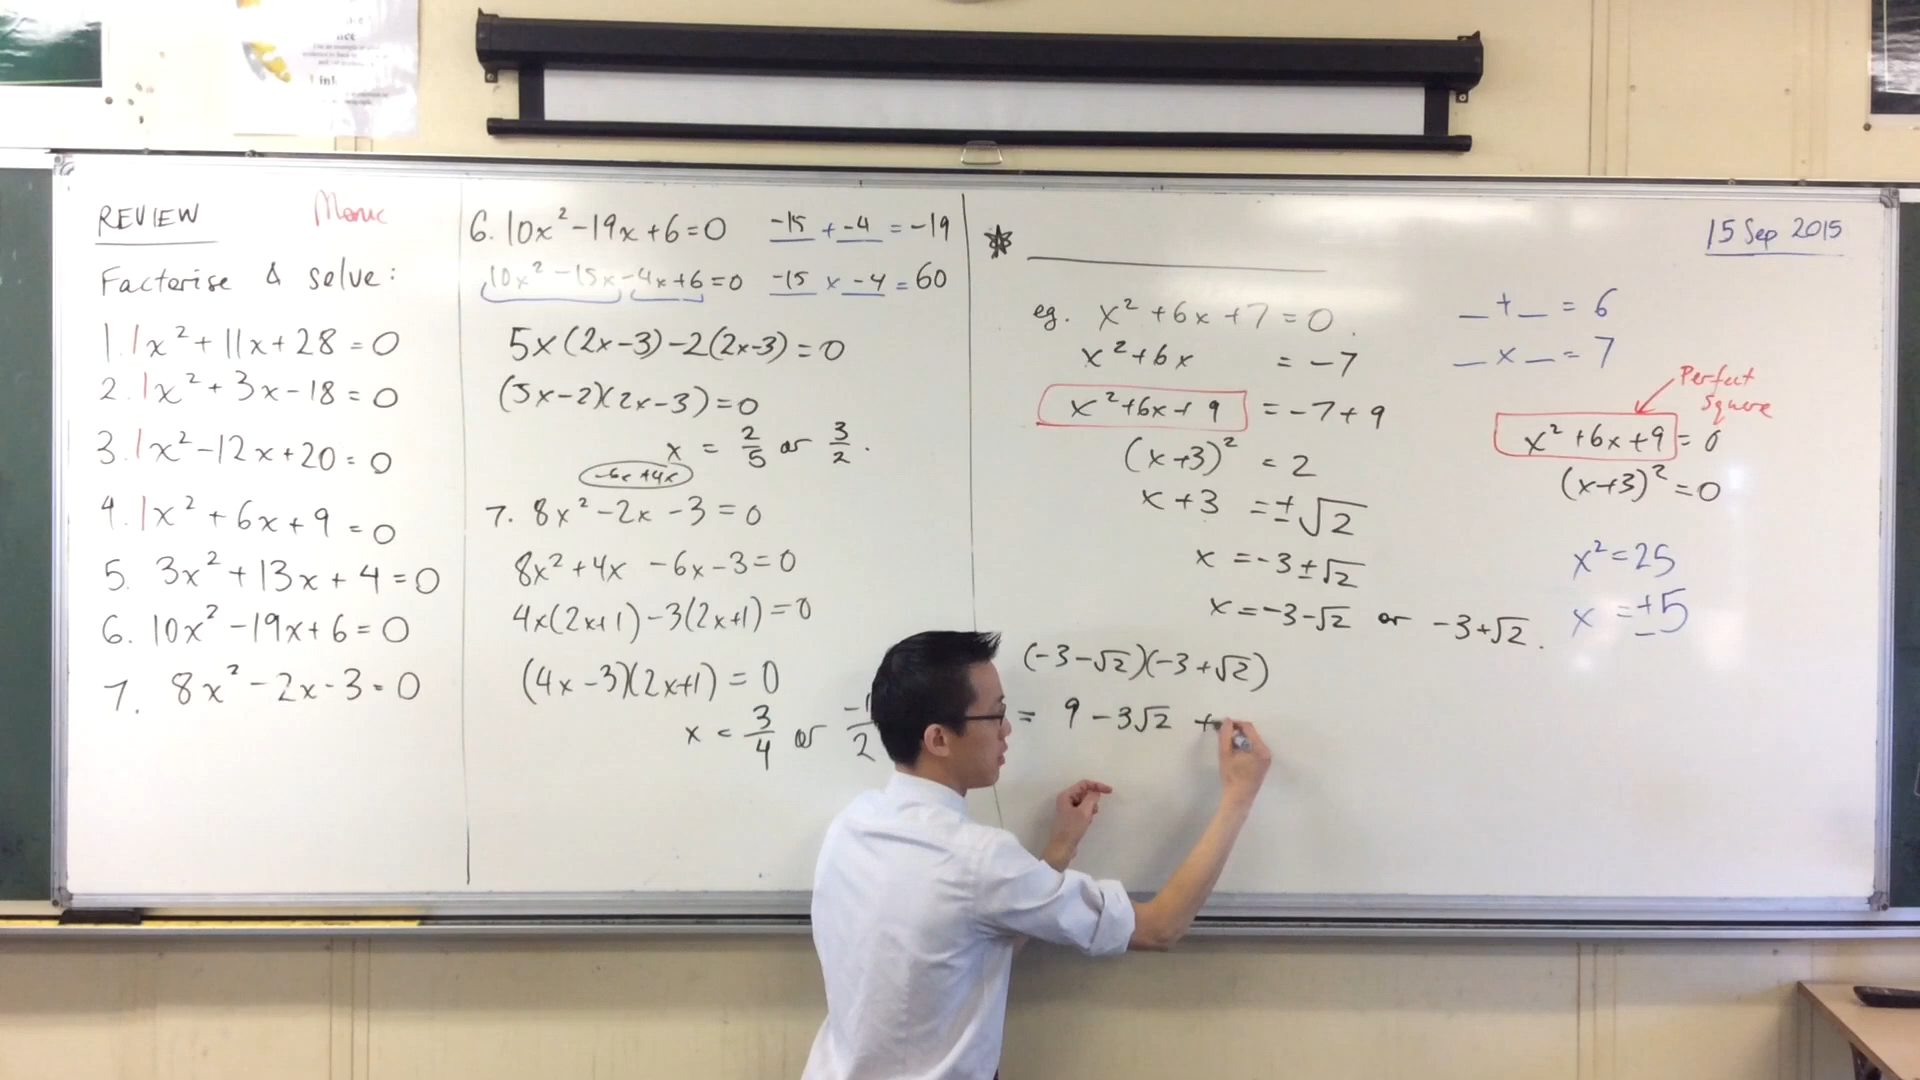 REVIEW
Monic
Factorise & solve:
1. 1x² + 11x + 28 = 0
2. 1x² + 3x - 18 = 0
3. 1x² - 12x + 20 = 0
4. 1x² + 6x + 9 = 0
5. 3x² + 13x + 4 = 0
6. 10x² - 19x + 6 = 0
7. 8x² - 2x - 3 = 0
6. 10x² - 19x + 6 = 0 -15 + -4 = -19
10x² - 15x - 4x + 6 = 0 -15 x -4 = 60
5x(2x-3) - 2(2x-3) = 0
(5x-2)(2x-3) = 0
x = 2/5 or 3/2.
-6x +4x
7. 8x² - 2x - 3 = 0
8x² + 4x - 6x - 3 = 0
4x(2x+1) - 3(2x+1) = 0
(4x-3)(2x+1) = 0
x = 3/4 or -1/2
15 Sep 2015
eg. x² + 6x + 7 = 0.
x² + 6x = -7
x² + 6x + 9 = -7 + 9
(x+3)² = 2
x + 3 = ±√2
x = -3 ± √2
x = -3-√2 or -3+√2.
(-3-√2)(-3+√2)
= 9 - 3√2 +
_ + _ = 6
_ x _ = 7
Perfect
Square
x² + 6x + 9 = 0
(x+3)² = 0
x² = 25
x = ±5